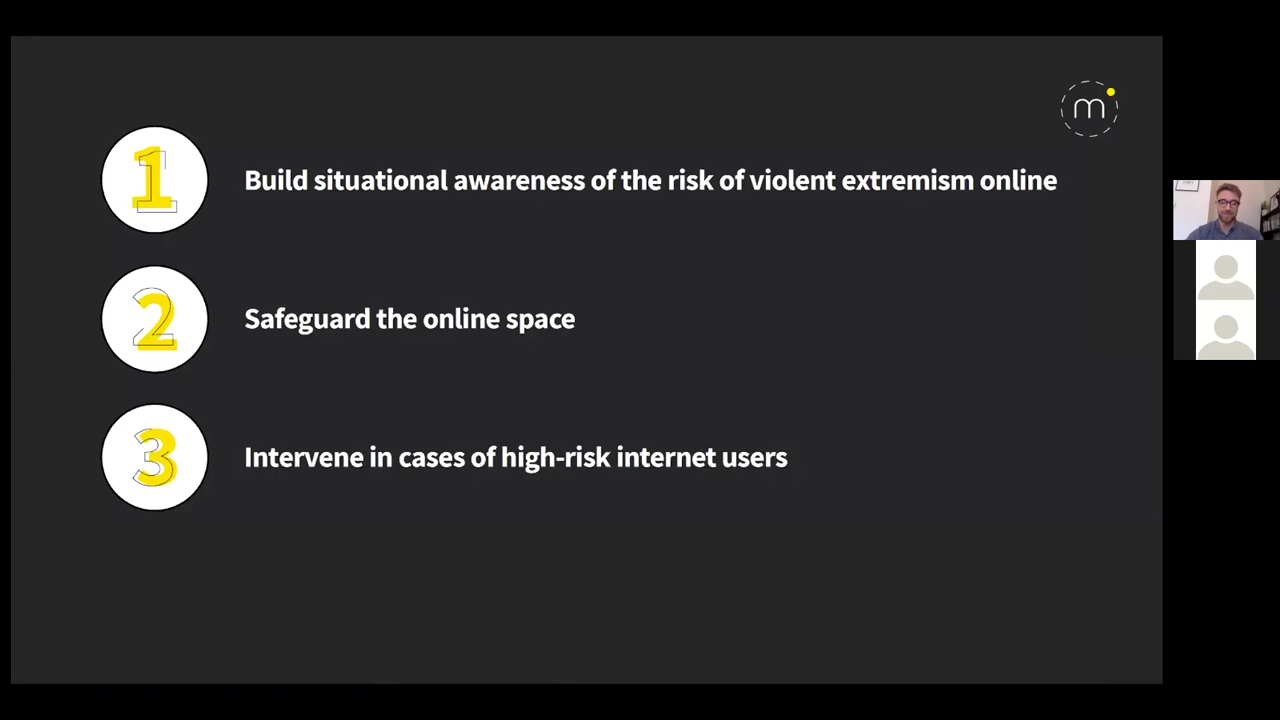 m
1
Build situational awareness of the risk of violent extremism online
2
Safeguard the online space
3
Intervene in cases of high-risk internet users